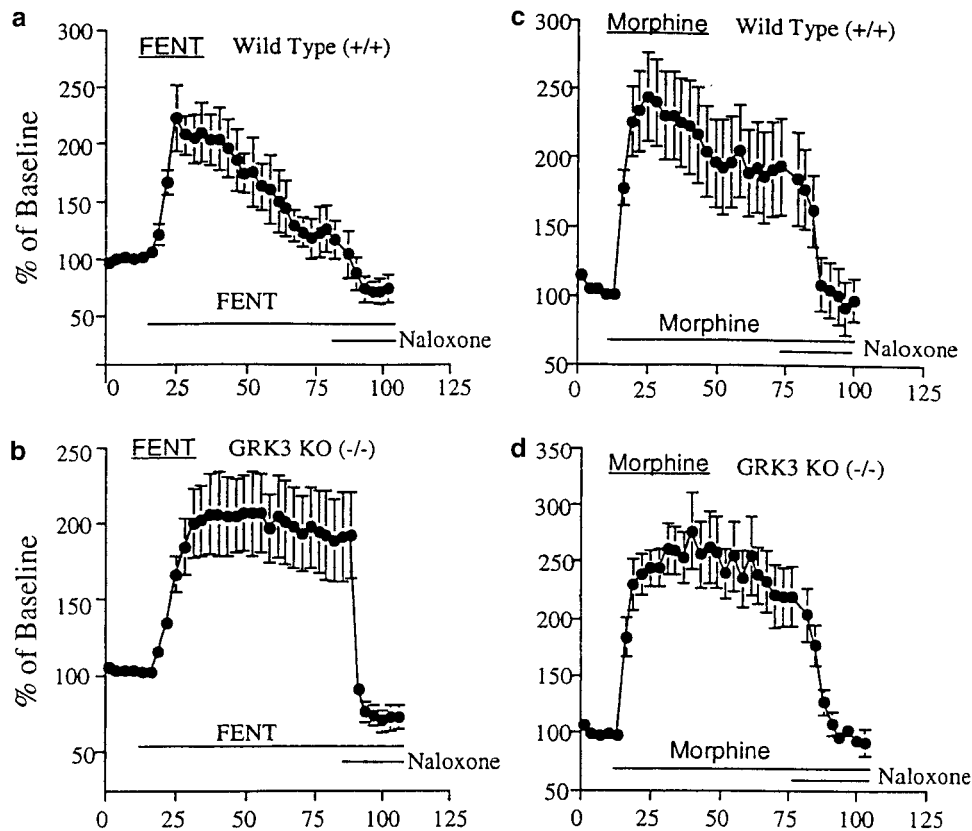 a
FENT Wild Type (+/+)
% of Baseline
300
250
200
150
100
50
FENT
Naloxone
0 25 50 75 100 125
c
Morphine Wild Type (+/+)
300
250
200
150
100
50
Morphine
Naloxone
0 25 50 75 100 125
b
FENT GRK3 KO (-/-)
% of Baseline
250
200
150
100
50
FENT
Naloxone
0 25 50 75 100 125
d
Morphine GRK3 KO (-/-)
350
300
250
200
150
100
50
Morphine
Naloxone
0 25 50 75 100 125